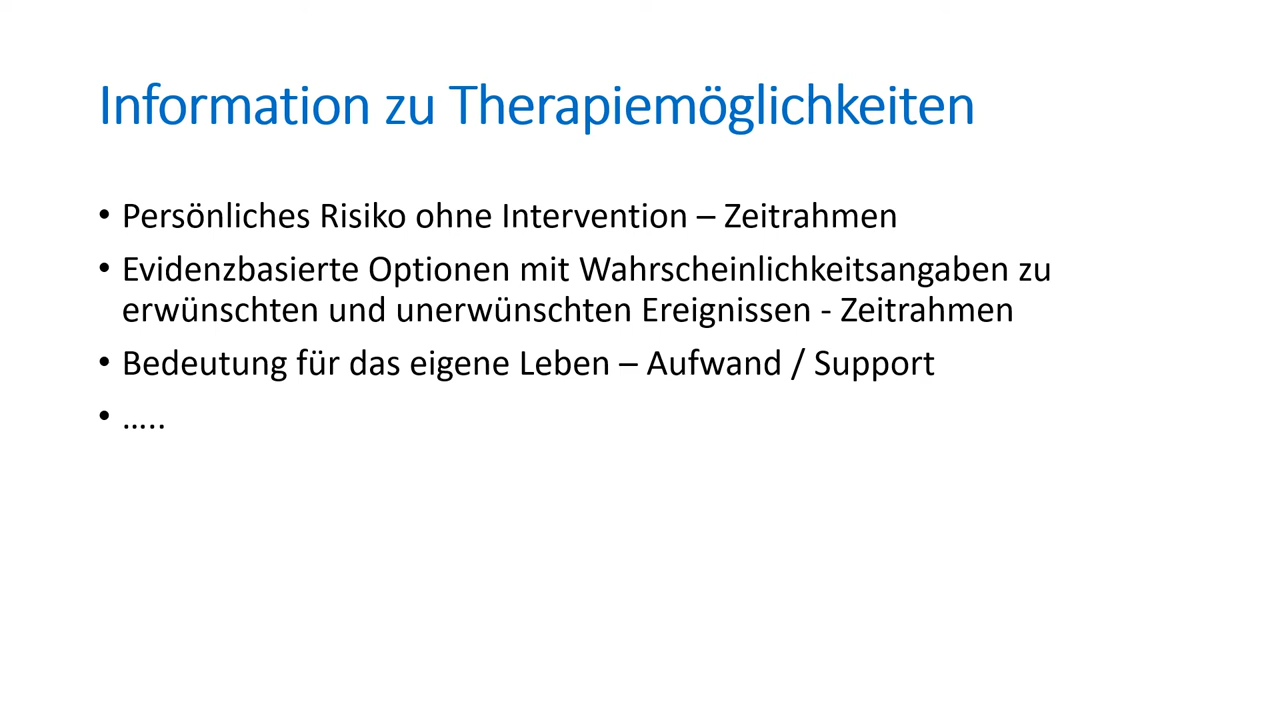 Information zu Therapiemöglichkeiten
• Persönliches Risiko ohne Intervention – Zeitrahmen
• Evidenzbasierte Optionen mit Wahrscheinlichkeitsangaben zu
erwünschten und unerwünschten Ereignissen - Zeitrahmen
• Bedeutung für das eigene Leben – Aufwand / Support
• …..